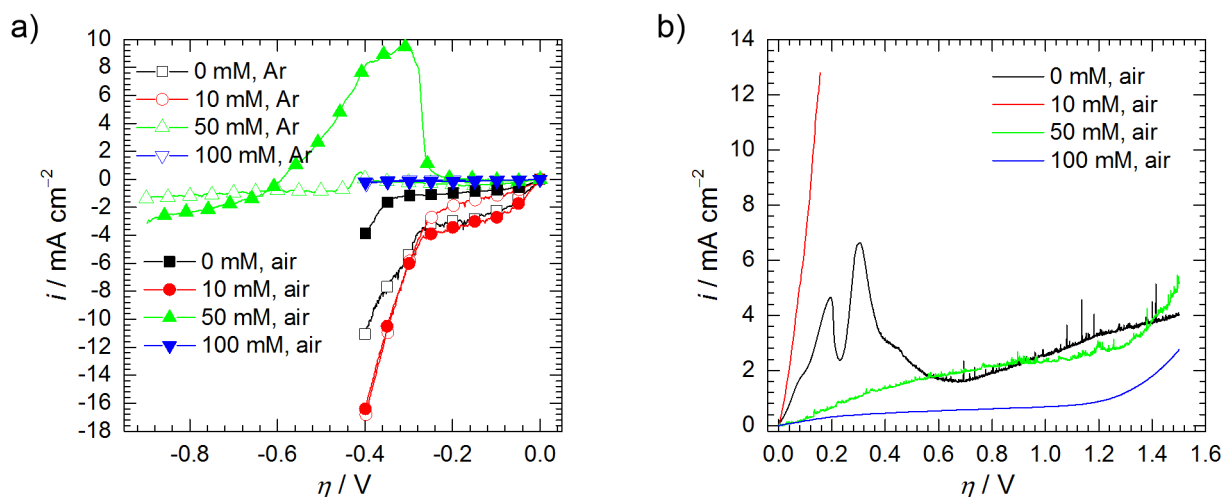 a)
i / mA cm⁻²
10
8
6
4
2
0
-2
-4
-6
-8
-10
-12
-14
-16
-18
0 mM, Ar
10 mM, Ar
50 mM, Ar
100 mM, Ar
0 mM, air
10 mM, air
50 mM, air
100 mM, air
-0.8 -0.6 -0.4 -0.2 0.0
η / V
b)
i / mA cm⁻²
14
12
10
8
6
4
2
0
0 mM, air
10 mM, air
50 mM, air
100 mM, air
0.0 0.2 0.4 0.6 0.8 1.0 1.2 1.4 1.6
η / V